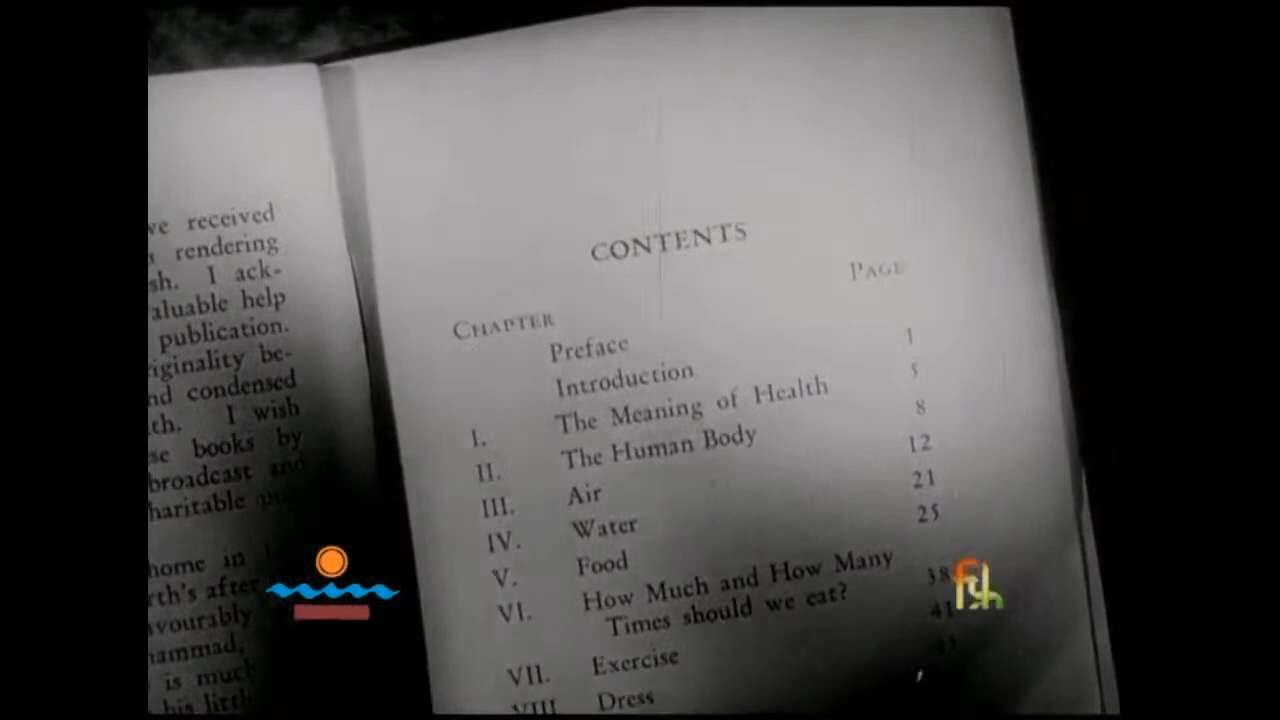 ve received
rendering
sh. I ack-
aluable help
publication.
riginality be-
nd condensed
th. I wish
se books by
broadcast and
haritable
home in
rth's after
avourably
hammad,
is much
his little
CONTENTS
CHAPTER PAGE
Preface 1
Introduction 5
I. The Meaning of Health 8
II. The Human Body 12
III. Air 21
IV. Water 25
V. Food
VI. How Much and How Many
Times should we eat? 38
VII. Exercise 41
VIII. Dress